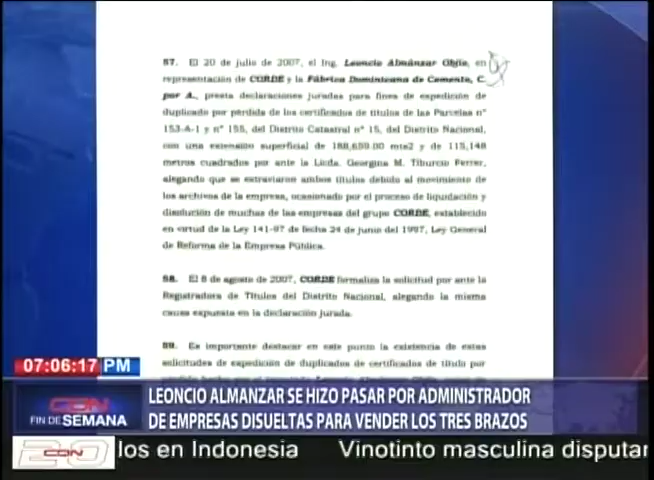 57. El 20 de julio de 2007, el Ing. Leoncio Almánzar Objio, en
representación de CORDE y la Fábrica Dominicana de Cemento, C.
por A., presta declaraciones juradas para fines de expedición de
duplicado por pérdida de los certificados de títulos de las Parcelas nº
153-A-1 y nº 155, del Distrito Catastral nº 15, del Distrito Nacional,
con una extensión superficial de mts2 y de 115,148
metros cuadrados por ante la Licda. Georgina M. Tiburcio Ferrer,
alegando que se extraviaron ambos títulos debido al movimiento de
los archivos de la empresa, ocasionado por el proceso de liquidación y
disolución de muchas de las empresas del grupo CORDE, establecido
en virtud de la Ley 141-97 de fecha 24 de junio del 1997, Ley General
de Reforma de la Empresa Pública.
58. El 8 de agosto de 2007, CORDE formaliza la solicitud por ante la
Registradora de Títulos del Distrito Nacional, alegando la misma
causa expuesta en la declaración jurada.
59. Es importante destacar en este punto la existencia de estas
solicitudes de expedición de duplicados de certificados de título por
07:06:17 PM
CDN
FIN DE SEMANA
LEONCIO ALMANZAR SE HIZO PASAR POR ADMINISTRADOR
DE EMPRESAS DISUELTAS PARA VENDER LOS TRES BRAZOS
CDN
los en Indonesia Vinotinto masculina disputar